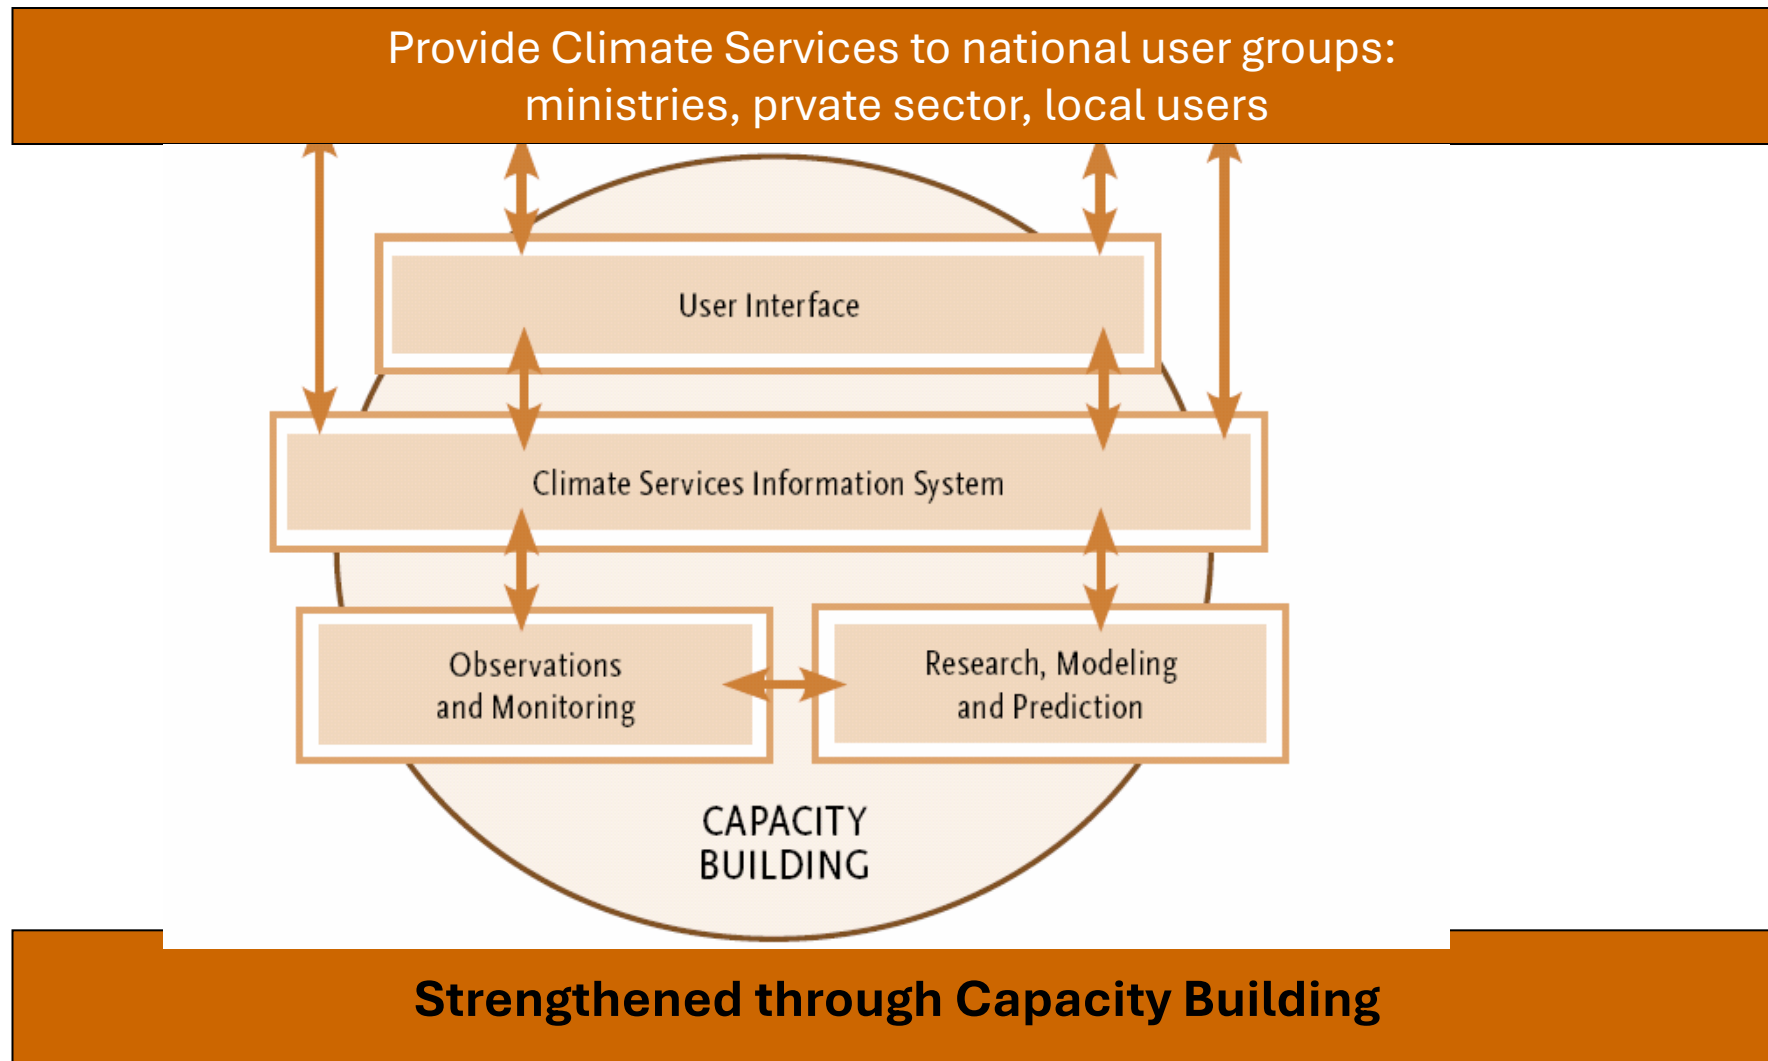 Provide Climate Services to national user groups:
ministries, prvate sector, local users
User Interface
Climate Services Information System
Observations
and Monitoring
Research, Modeling
and Prediction
CAPACITY
BUILDING
Strengthened through Capacity Building